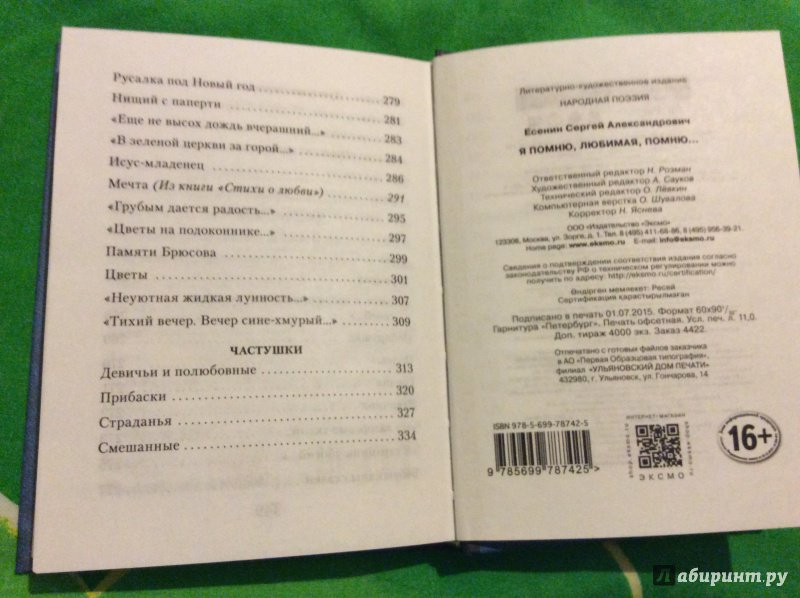 Русалка под Новый год 279
Нищий с паперти 281
«Еще не высох дождь вчерашний...» 283
«В зеленой церкви за горой...» 284
Исус-младенец 286
Мечта (Из книги «Стихи о любви») 291
«Грубым дается радость...» 295
«Цветы на подоконнике...» 297
Памяти Брюсова 299
Цветы 301
«Неуютная жидкая лунность...» 307
«Тихий вечер. Вечер сине-хмурый...» 309
ЧАСТУШКИ
Девичьи и полюбовные 313
Прибаски 320
Страданья 327
Смешанные 334
Литературно-художественное издание
НАРОДНАЯ ПОЭЗИЯ
Есенин Сергей Александрович
Я ПОМНЮ, ЛЮБИМАЯ, ПОМНЮ...
Ответственный редактор Н. Розман
Художественный редактор А. Сауков
Технический редактор О. Лёвкин
Компьютерная верстка О. Шувалова
Корректор Н. Яснева
ООО «Издательство «Эксмо»
123308, Москва, ул. Зорге, д. 1. Тел. 8 (495) 411-68-86, 8 (495) 956-39-21.
Home page: www.eksmo.ru E-mail: info@eksmo.ru
Сведения о подтверждении соответствия издания согласно
законодательству РФ о техническом регулировании можно
получить по адресу: http://eksmo.ru/certification/
Өндірген мемлекет: Ресей
Сертификация қарастырылмаған
Подписано в печать 01.07.2015. Формат 60x90
Гарнитура «Петербург». Печать офсетная. Усл. печ. л. 11,0.
Доп. тираж 4000 экз. Заказ 4422.
Отпечатано с готовых файлов заказчика
в АО «Первая Образцовая типография»,
филиал «УЛЬЯНОВСКИЙ ДОМ ПЕЧАТИ»
432980, г. Ульяновск, ул. Гончарова, 14
ISBN 978-5-699-78742-5
9 785699 787425 >
ИНТЕРНЕТ-МАГАЗИН
shop.eksmo.ru
ЭКСМО
16+
Лабиринт.ру